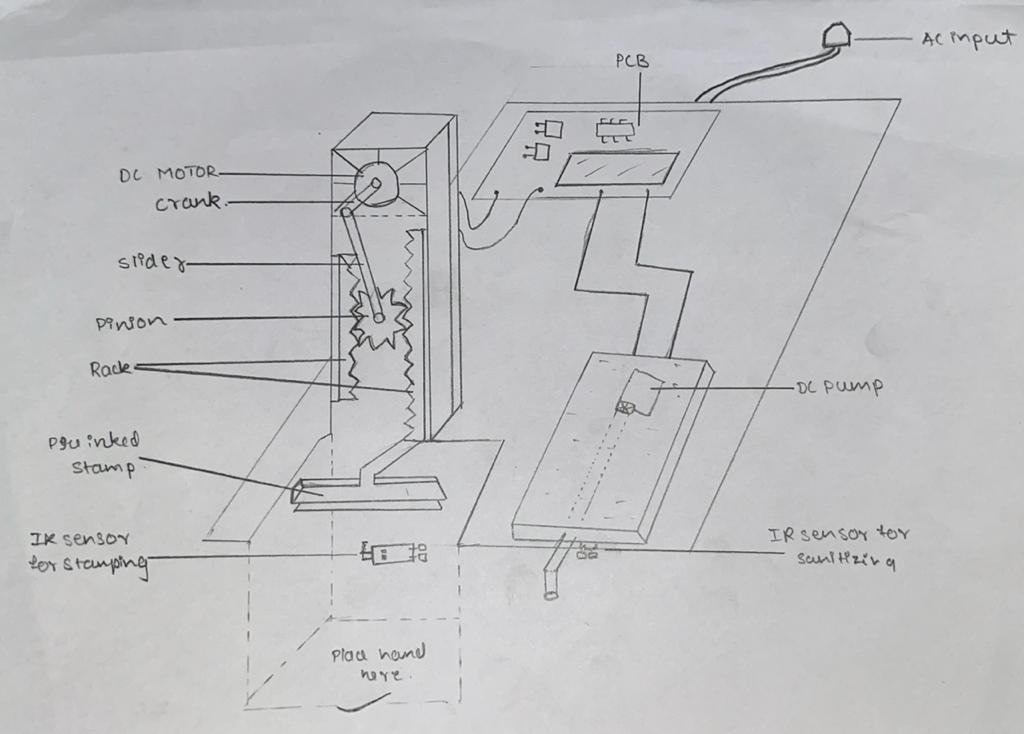 AC input
PCB
DC MOTOR
crank
slider
pinion
Rack
Pre inked
stamp
IR sensor
for stamping
DC pump
IR sensor for
sanitizing
Place hand
here.